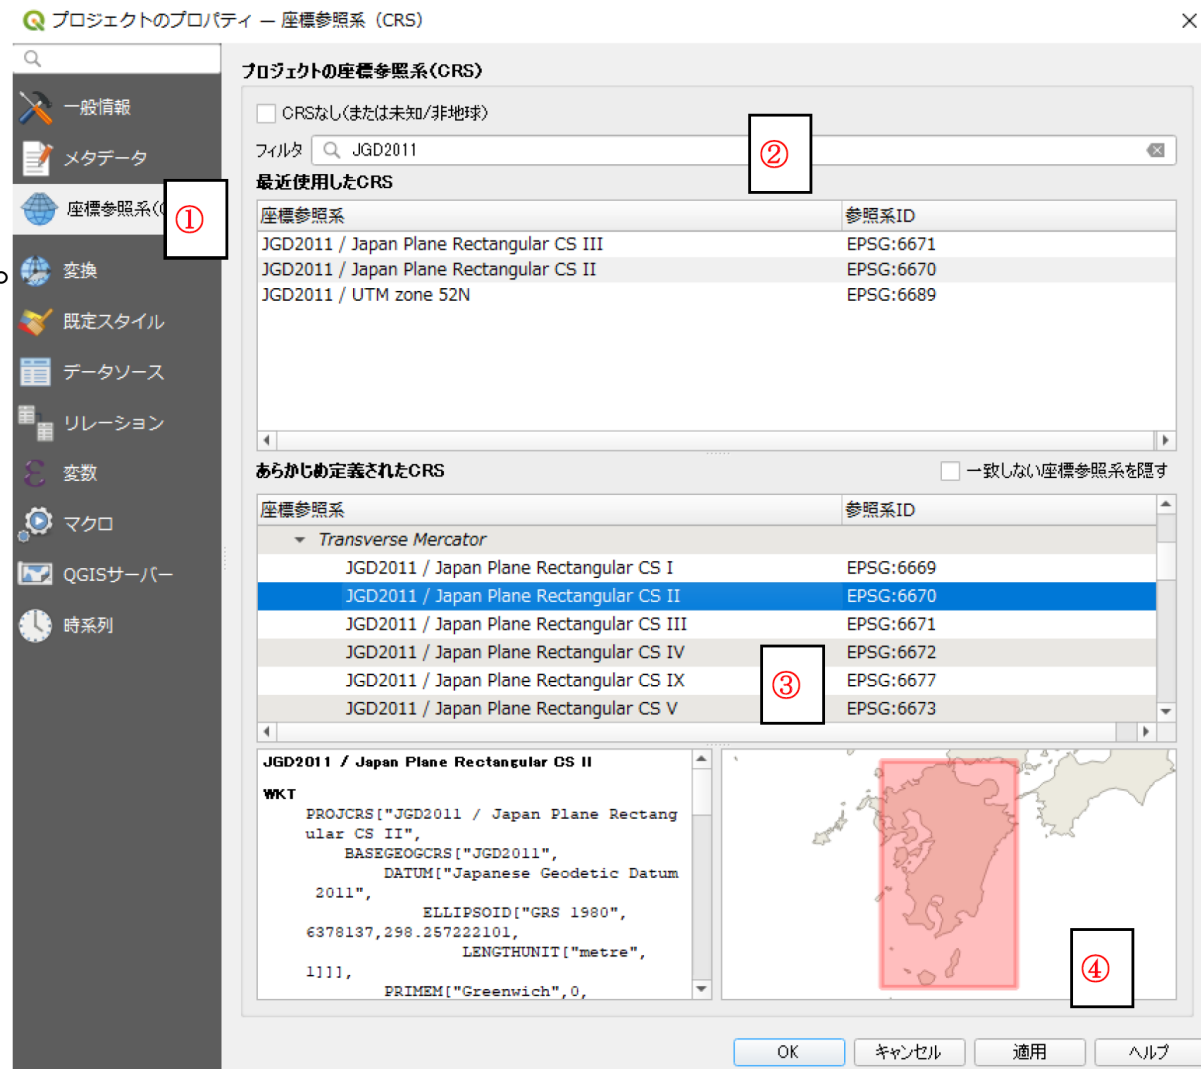 プロジェクトのプロパティ — 座標参照系 (CRS)
一般情報
メタデータ
座標参照系(
①
変換
既定スタイル
データソース
リレーション
変数
マクロ
QGISサーバー
時系列
プロジェクトの座標参照系(CRS)
CRSなし(または未知/非地球)
フィルタ JGD2011
②
最近使用したCRS
座標参照系 参照系ID
JGD2011 / Japan Plane Rectangular CS III EPSG:6671
JGD2011 / Japan Plane Rectangular CS II EPSG:6670
JGD2011 / UTM zone 52N EPSG:6689
あらかじめ定義されたCRS 一致しない座標参照系を隠す
座標参照系 参照系ID
Transverse Mercator
JGD2011 / Japan Plane Rectangular CS I EPSG:6669
JGD2011 / Japan Plane Rectangular CS II EPSG:6670
JGD2011 / Japan Plane Rectangular CS III EPSG:6671
JGD2011 / Japan Plane Rectangular CS IV EPSG:6672
JGD2011 / Japan Plane Rectangular CS IX EPSG:6677
JGD2011 / Japan Plane Rectangular CS V EPSG:6673
③
JGD2011 / Japan Plane Rectangular CS II
WKT
PROJCRS["JGD2011 / Japan Plane Rectang
ular CS II",
BASEGEOGCRS["JGD2011",
DATUM["Japanese Geodetic Datum
2011",
ELLIPSOID["GRS 1980",
6378137,298.257222101,
LENGTHUNIT["metre",
1]]],
PRIMEM["Greenwich",0,
④
OK キャンセル 適用 ヘルプ